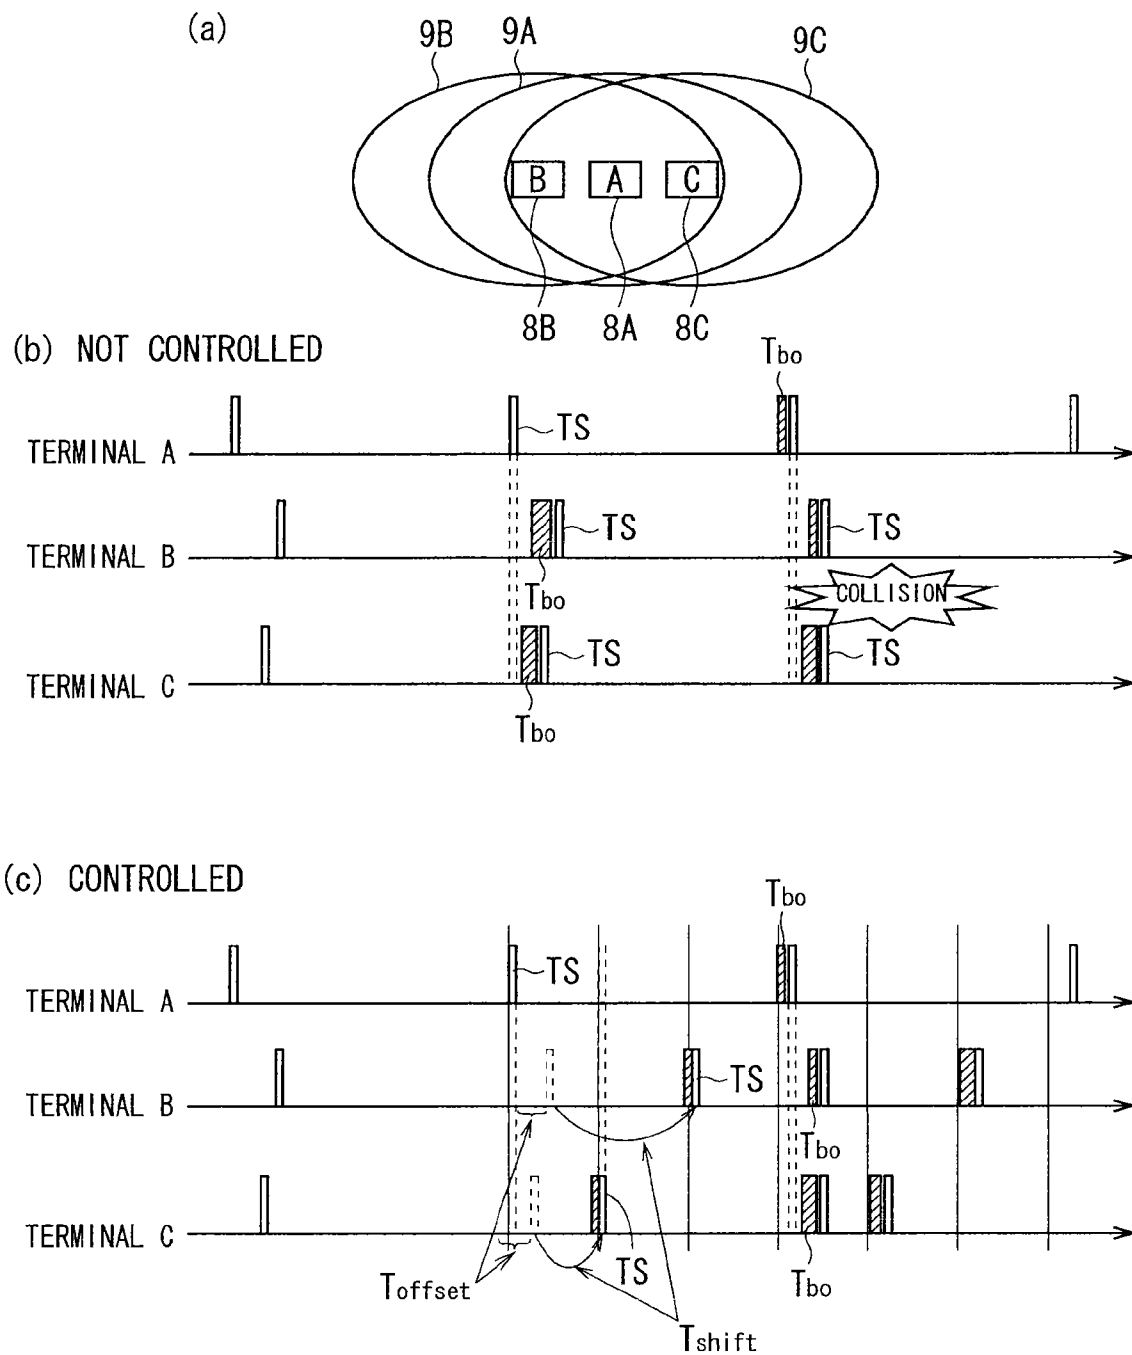 (a)
9B 9A 9C
B A C
8B 8A 8C
(b) NOT CONTROLLED
Tbo
TERMINAL A
TS
TERMINAL B
TS
TS
Tbo
COLLISION
TERMINAL C
TS
TS
Tbo
(c) CONTROLLED
Tbo
TERMINAL A
TS
TERMINAL B
TS
Tbo
TERMINAL C
Toffset
TS
Tbo
Tshift